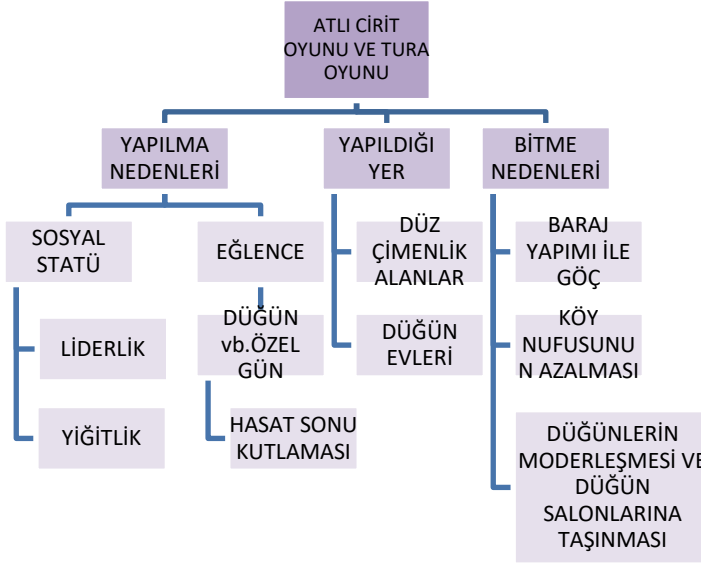 ATLI CİRİT
OYUNU VE TURA
OYUNU
YAPILMA
NEDENLERİ
YAPILDIĞI
YER
BİTME
NEDENLERİ
SOSYAL
STATÜ
EĞLENCE
DÜZ
ÇİMENLİK
ALANLAR
BARAJ
YAPIMI İLE
GÖÇ
LİDERLİK
DÜĞÜN
vb.ÖZEL
GÜN
DÜĞÜN
EVLERİ
KÖY
NUFUSUNU
N AZALMASI
YİĞİTLİK
HASAT SONU
KUTLAMASI
DÜĞÜNLERİN
MODERLEŞMESİ VE
DÜĞÜN
SALONLARINA
TAŞINMASI